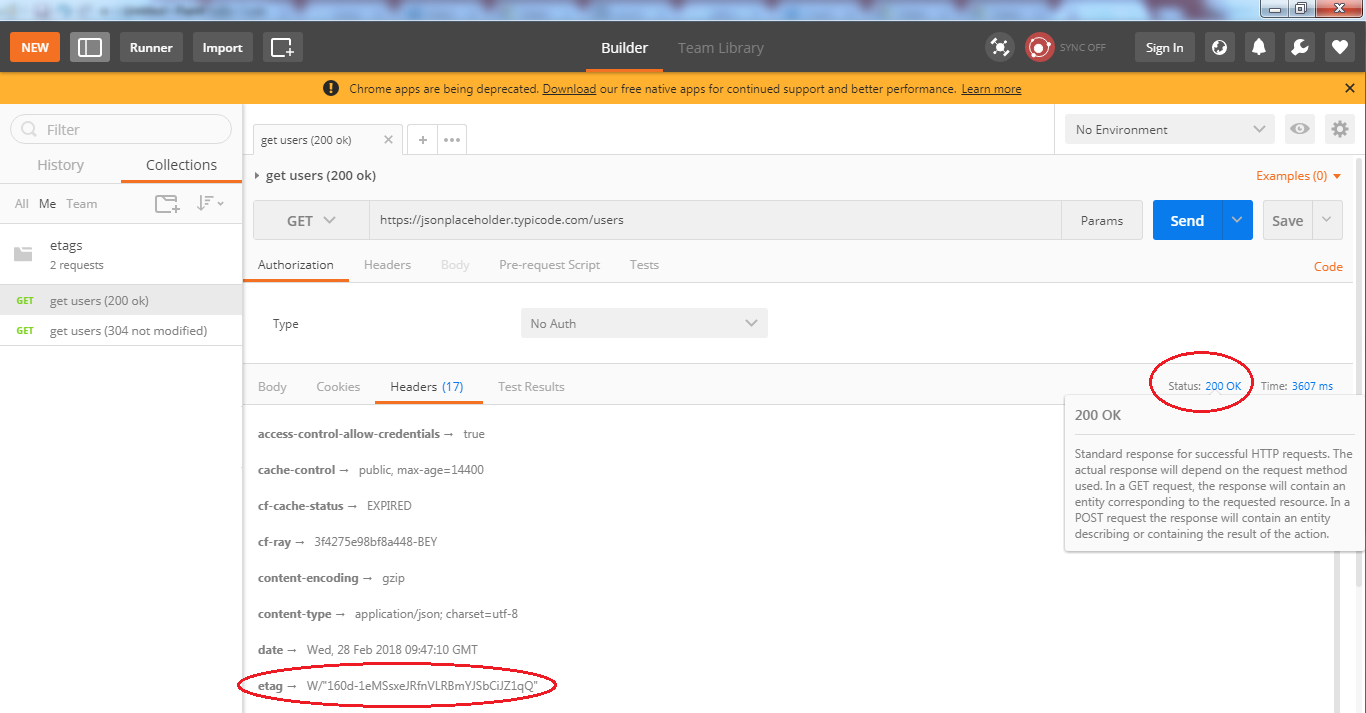 NEW Runner Import Builder Team Library SYNC OFF Sign In
! Chrome apps are being deprecated. Download our free native apps for continued support and better performance. Learn more
Filter
History Collections
All Me Team
etags
2 requests
GET get users (200 ok)
GET get users (304 not modified)
get users (200 ok)
No Environment
get users (200 ok) Examples (0)
GET https://jsonplaceholder.typicode.com/users Params Send Save
Authorization Headers Body Pre-request Script Tests Code
Type No Auth
Body Cookies Headers (17) Test Results Status: 200 OK Time: 3607 ms
access-control-allow-credentials → true
cache-control → public, max-age=14400
cf-cache-status → EXPIRED
cf-ray → 3f4275e98bf8a448-BEY
content-encoding → gzip
content-type → application/json; charset=utf-8
date → Wed, 28 Feb 2018 09:47:10 GMT
etag → W/"160d-1eMSsxeJRfnVLRBmYJSbCiJZ1qQ"
200 OK
Standard response for successful HTTP requests. The
actual response will depend on the request method
used. In a GET request, the response will contain an
entity corresponding to the requested resource. In a
POST request the response will contain an entity
describing or containing the result of the action.